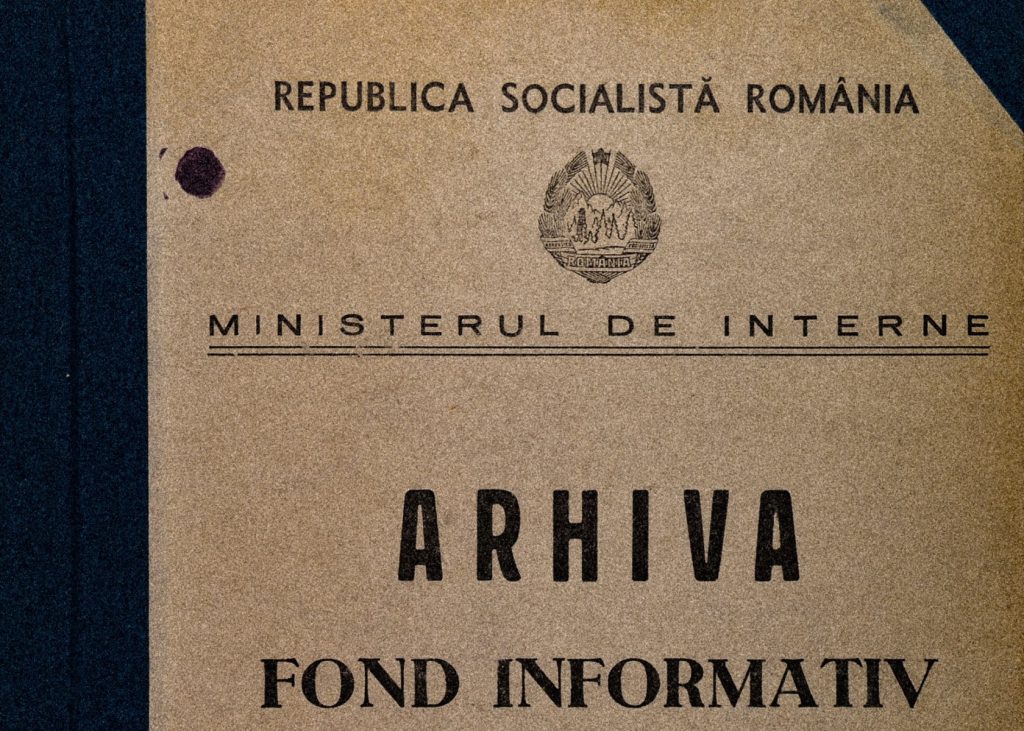 REPUBLICA SOCIALISTĂ ROMÂNIA
ROMÂNIA
MINISTERUL DE INTERNE
ARHIVA
FOND INFORMATIV